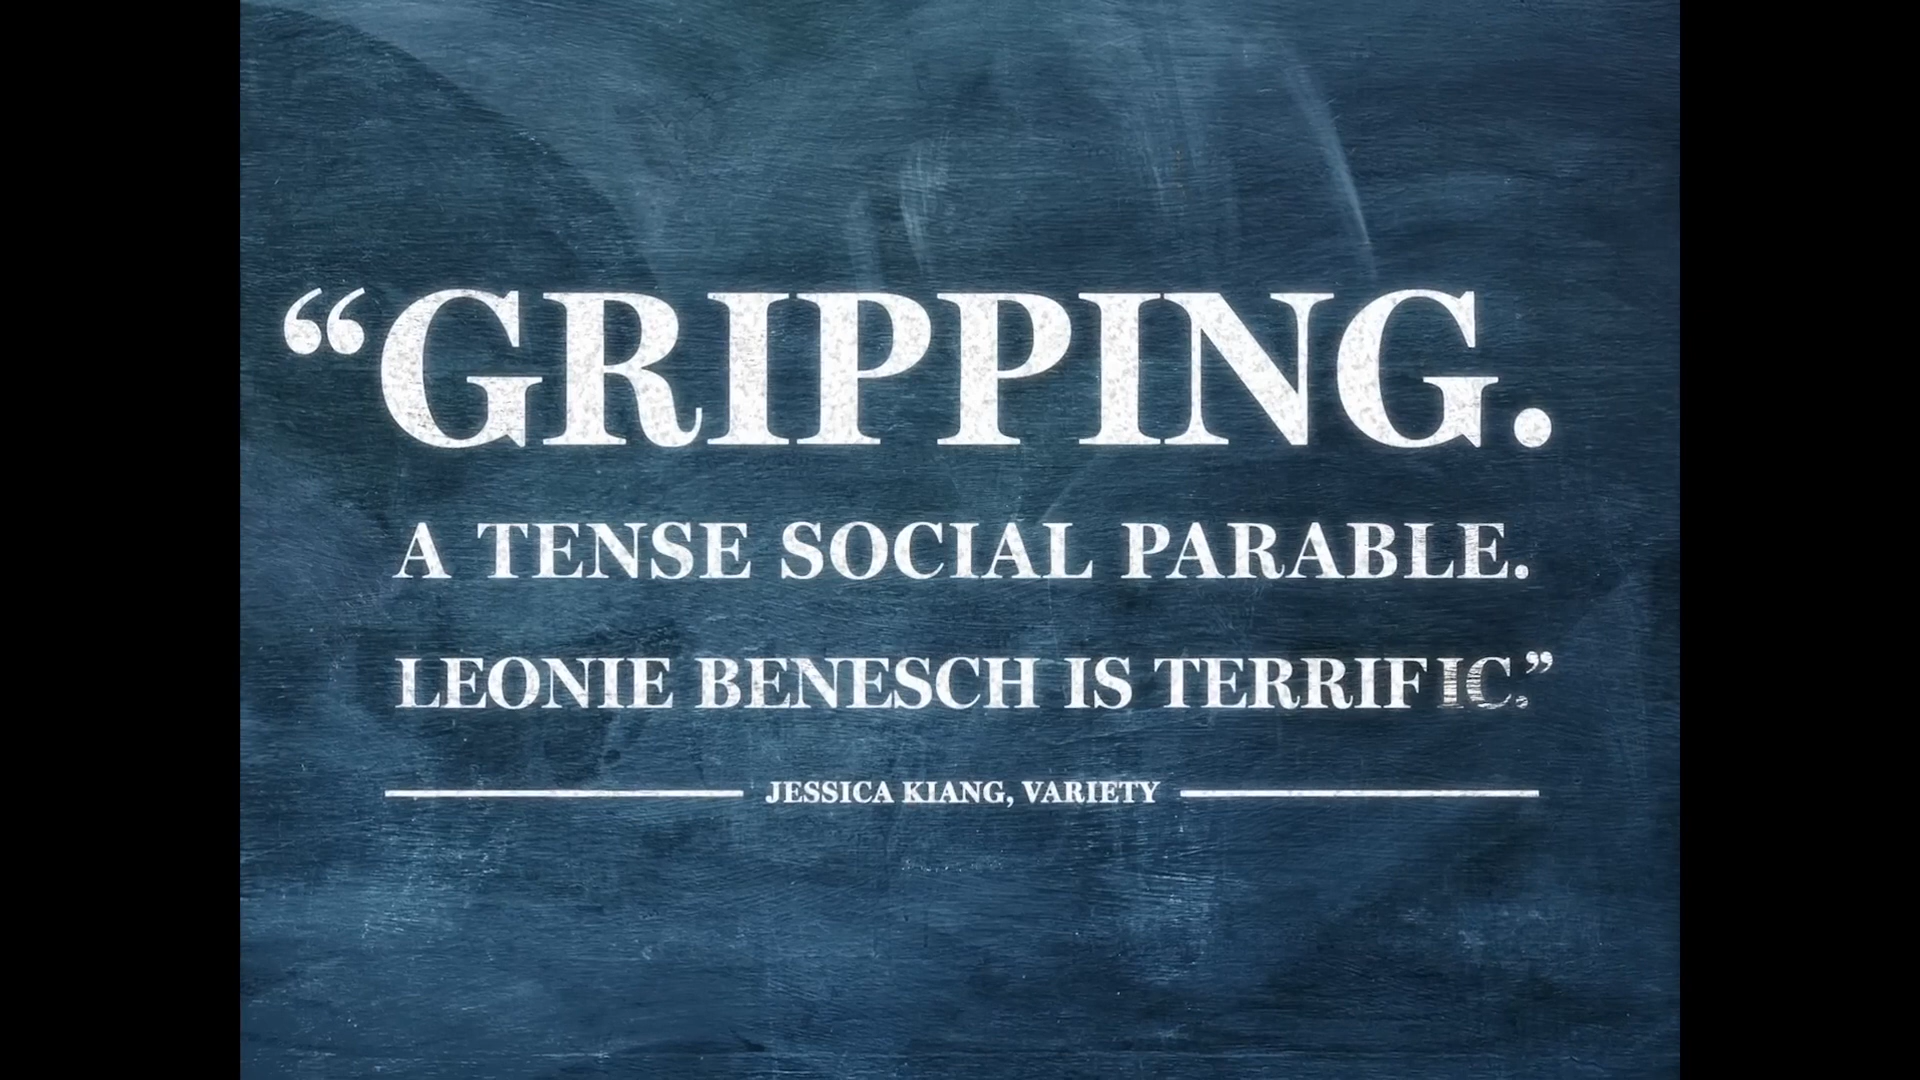 “GRIPPING.
A TENSE SOCIAL PARABLE.
LEONIE BENESCH IS TERRIFIC.”
JESSICA KIANG, VARIETY